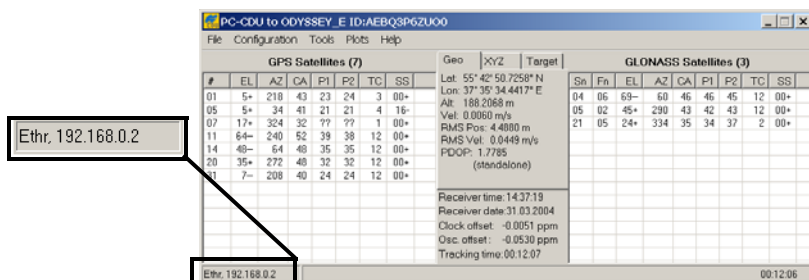 PC-CDU to ODYSSEY_E ID:AEBQ3P6ZUO0
File Configuration Tools Plots Help
GPS Satellites (7)
# EL AZ CA P1 P2 TC SS
01 5+ 218 43 23 24 3 00+
05 5+ 34 41 21 21 4 16-
07 17+ 324 32 ?? ?? 1 00+
11 64- 240 52 39 38 12 00+
14 48- 64 48 35 35 12 00+
20 35+ 272 48 32 32 12 00+
31 7- 208 40 24 24 12 00+
Geo XYZ Target
Lat: 55° 42' 50.7258" N
Lon: 37° 35' 34.4417" E
Alt: 188.2068 m
Vel: 0.0060 m/s
RMS Pos: 4.4880 m
RMS Vel: 0.0449 m/s
PDOP: 1.7785
(standalone)
Receiver time: 14:37:19
Receiver date: 31.03.2004
Clock offset: -0.0051 ppm
Osc. offset: -0.0530 ppm
Tracking time: 00:12:07
GLONASS Satellites (3)
Sn Fn EL AZ CA P1 P2 TC SS
04 06 69- 60 46 46 45 12 00+
05 02 45+ 290 43 42 43 12 00+
21 05 24+ 334 35 34 37 2 00+
Ethr, 192.168.0.2
Ethr, 192.168.0.2
00:12:06